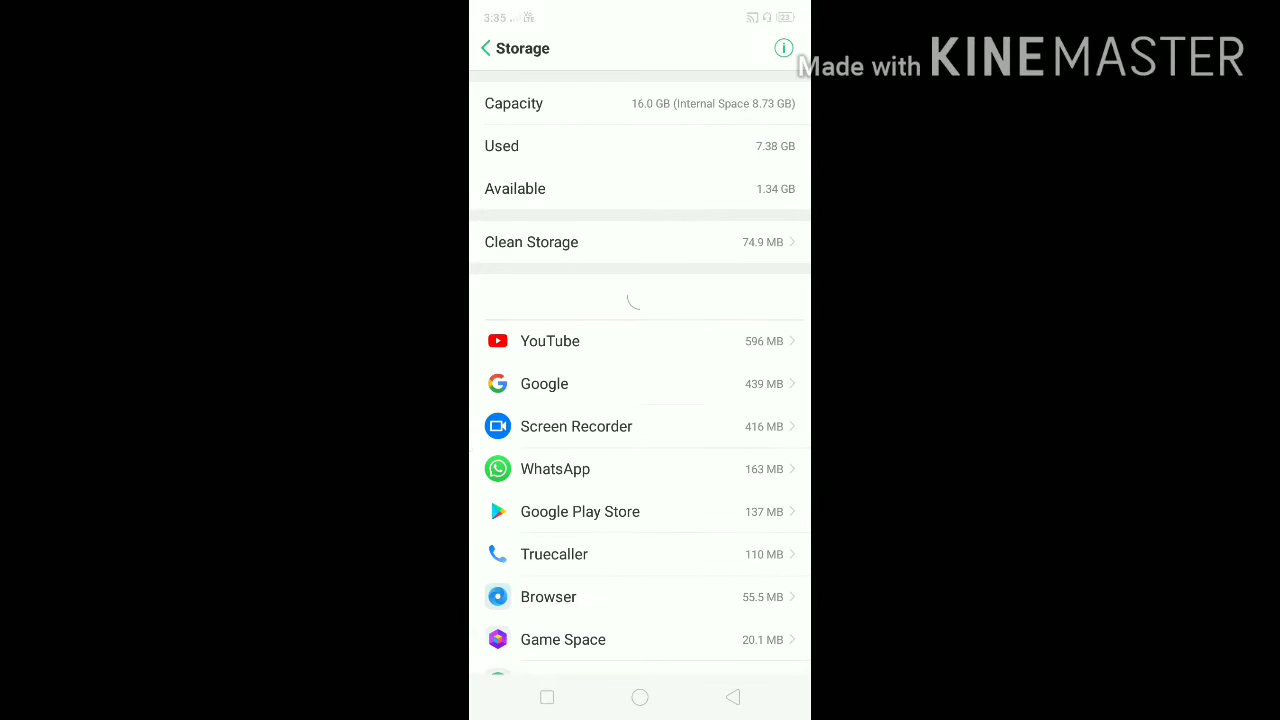 3:35 Vo LTE 23
Storage
Made with KINEMASTER
Capacity 16.0 GB (Internal Space 8.73 GB)
Used 7.38 GB
Available 1.34 GB
Clean Storage 74.9 MB
YouTube 596 MB
Google 439 MB
Screen Recorder 416 MB
WhatsApp 163 MB
Google Play Store 137 MB
Truecaller 110 MB
Browser 55.5 MB
Game Space 20.1 MB